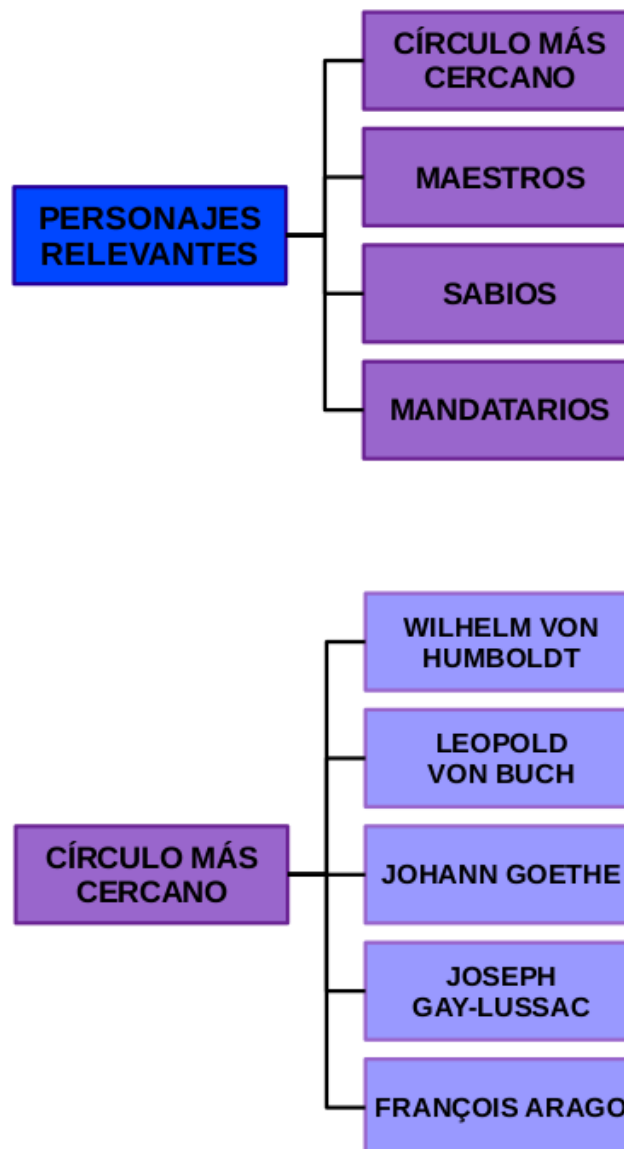 CÍRCULO MÁS
CERCANO
MAESTROS
PERSONAJES
RELEVANTES
SABIOS
MANDATARIOS
WILHELM VON
HUMBOLDT
LEOPOLD
VON BUCH
CÍRCULO MÁS
CERCANO
JOHANN GOETHE
JOSEPH
GAY-LUSSAC
FRANÇOIS ARAGO